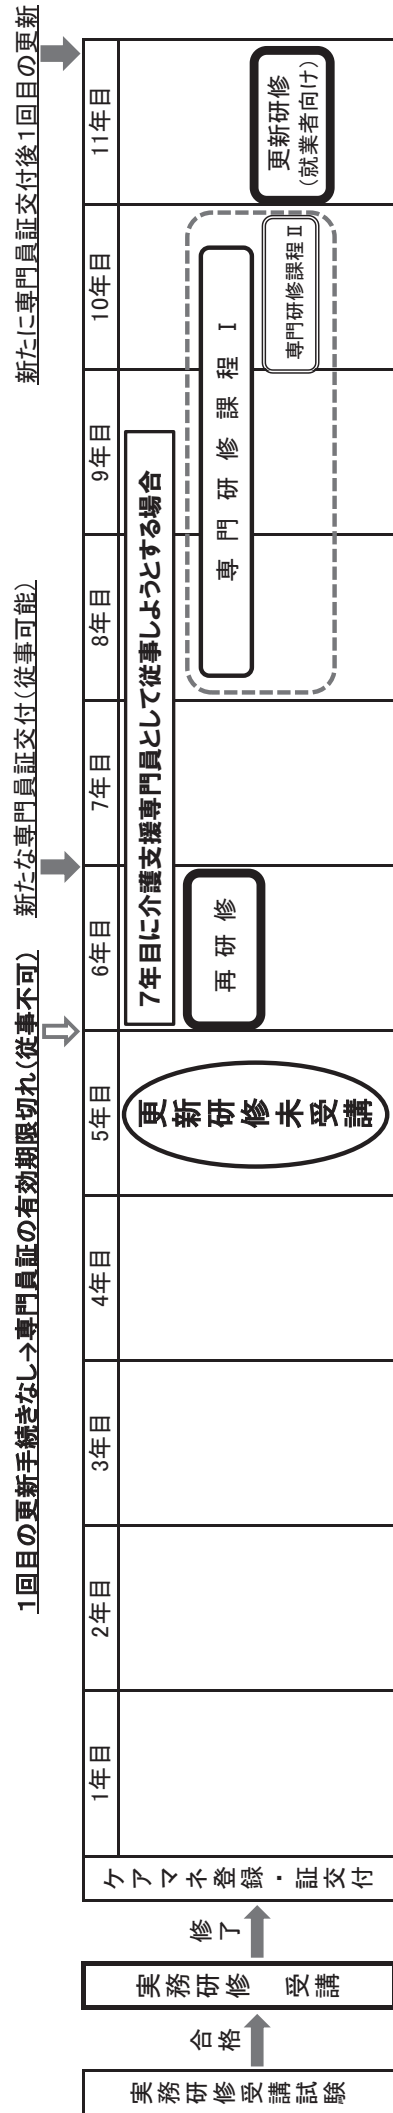 1回目の更新手続きなし→専門員証の有効期限切れ(従事不可)
新たな専門員証交付(従事可能)
新たに専門員証交付後1回目の更新
実務研修受講試験
合格
実務研修 受講
修了
ケアマネ登録・証交付
1年目
2年目
3年目
4年目
5年目
6年目
7年目
8年目
9年目
10年目
11年目
更新研修未受講
7年目に介護支援専門員として従事しようとする場合
再研修
専門研修課程 Ⅰ
専門研修課程Ⅱ
更新研修
(就業者向け)